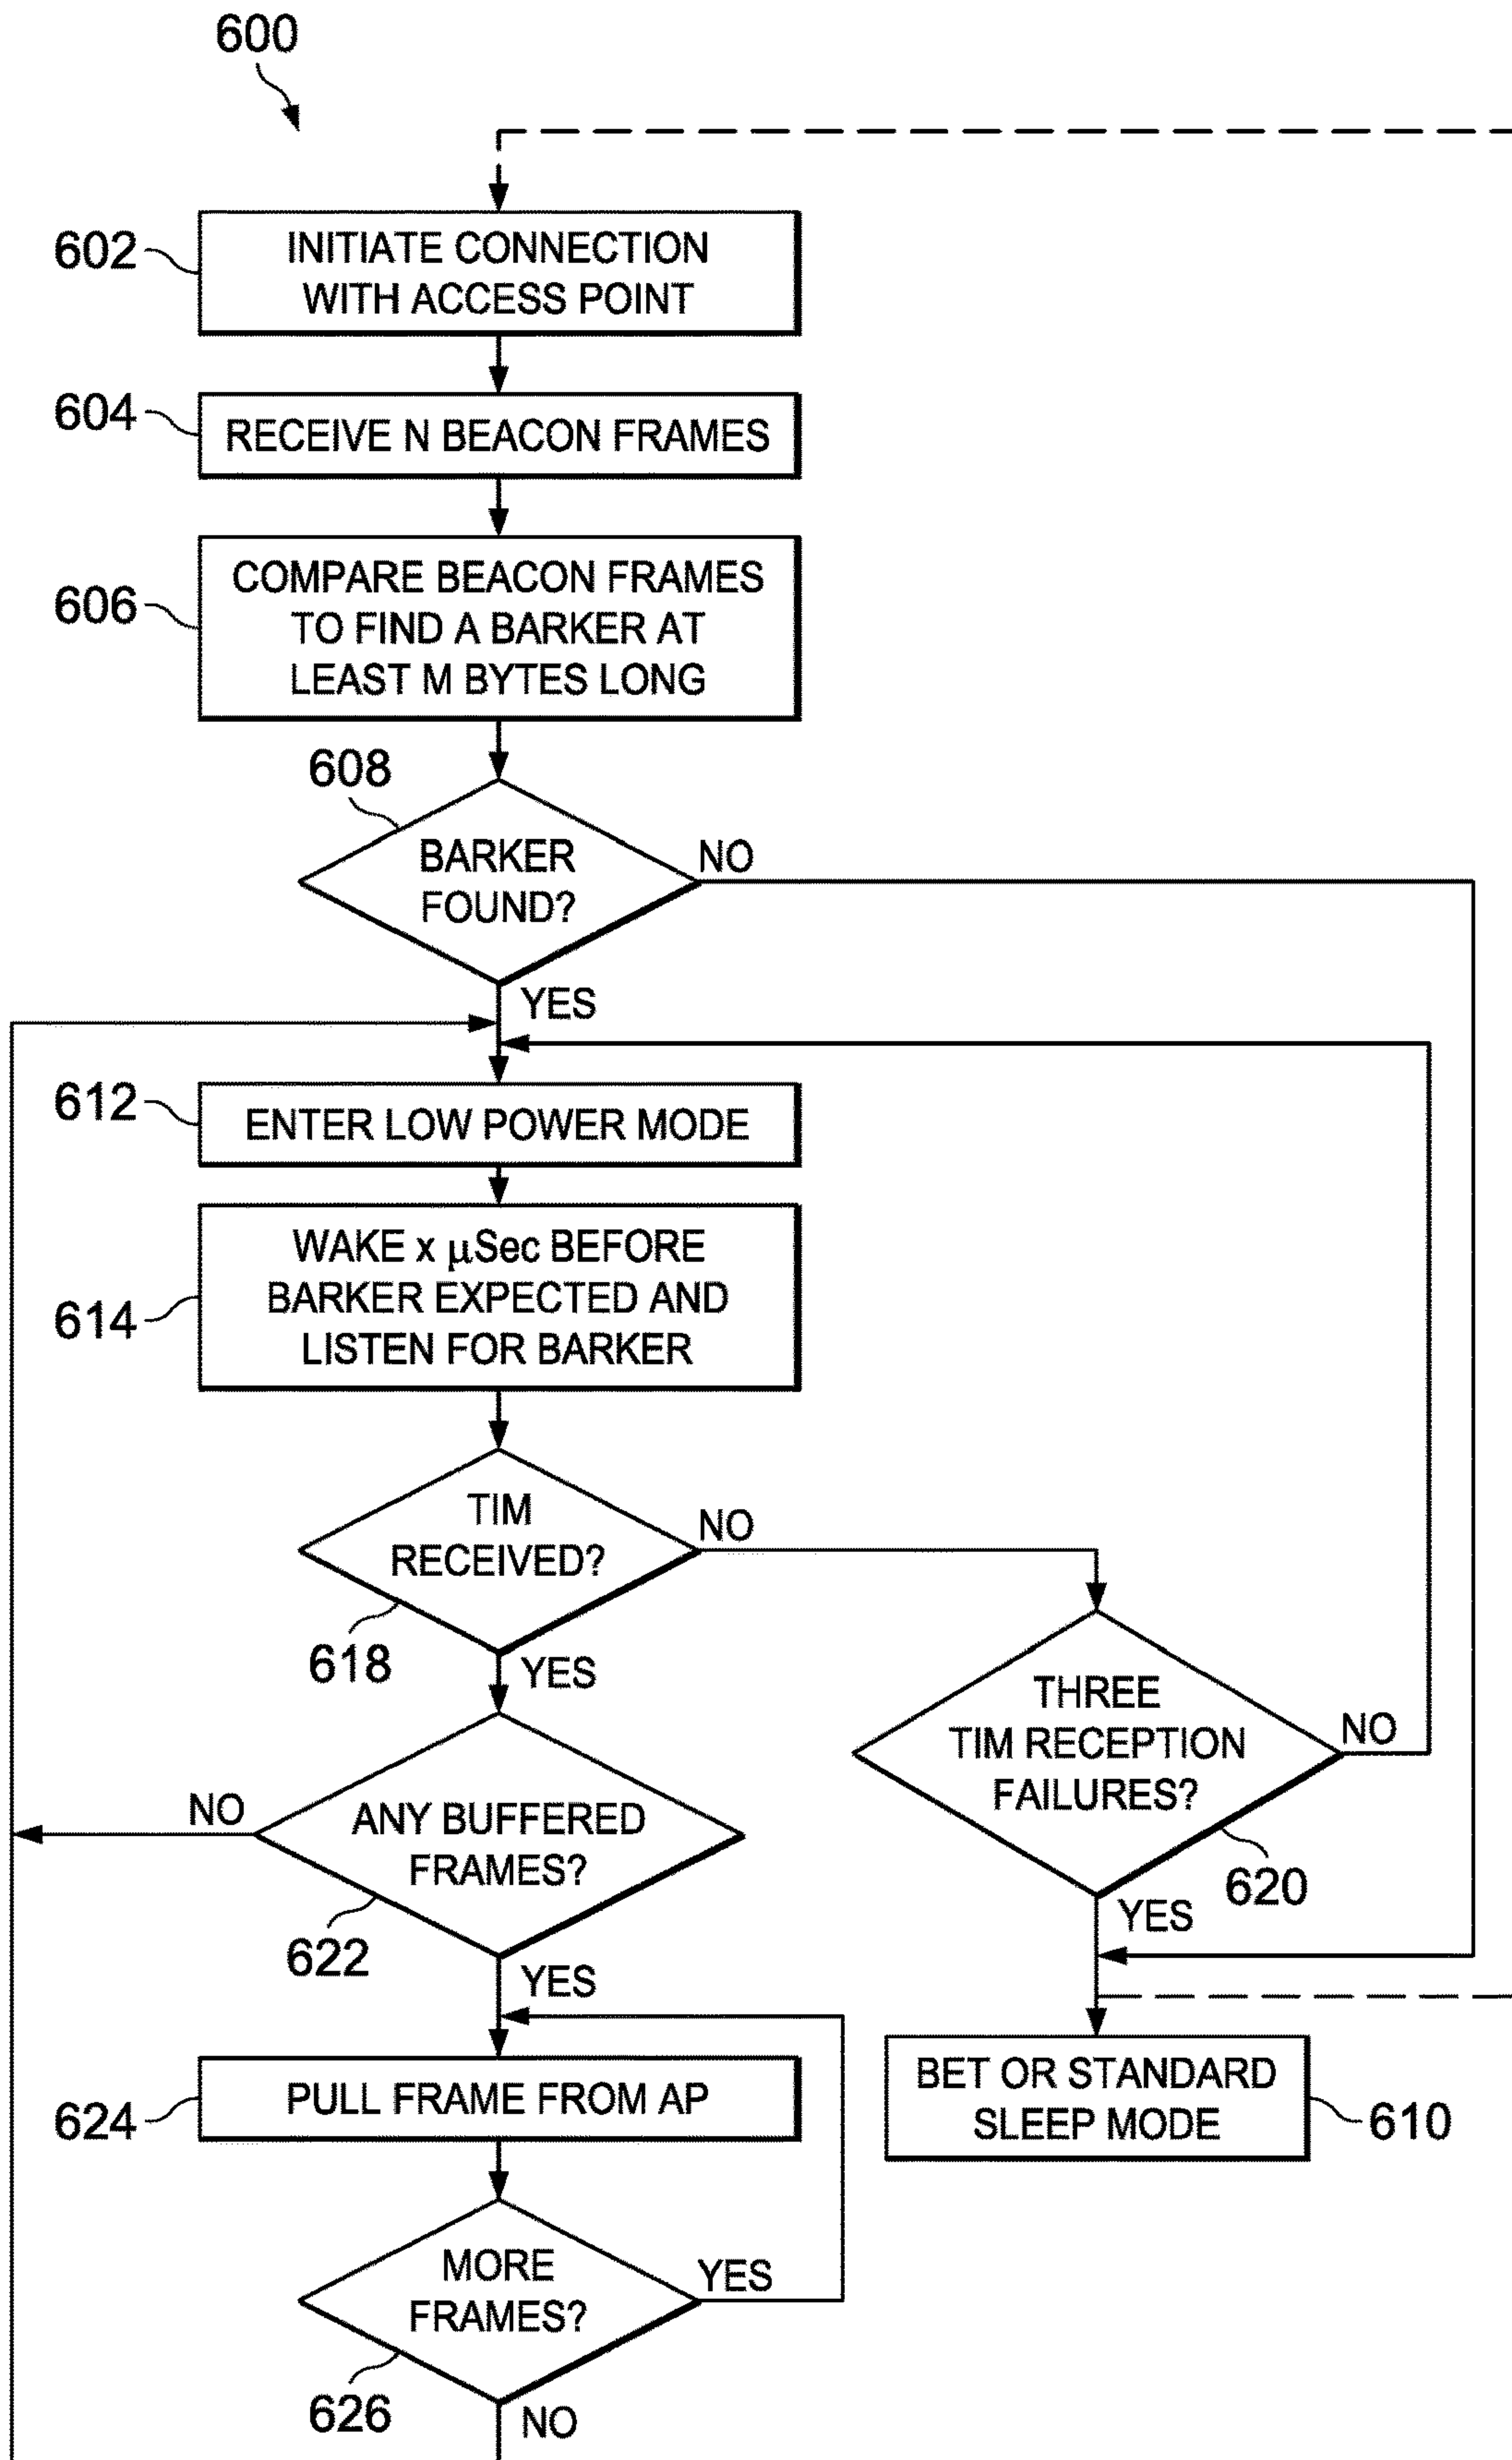 600
602
INITIATE CONNECTION
WITH ACCESS POINT
604
RECEIVE N BEACON FRAMES
606
COMPARE BEACON FRAMES
TO FIND A BARKER AT
LEAST M BYTES LONG
608
BARKER
FOUND?
NO
YES
612
ENTER LOW POWER MODE
614
WAKE x μSec BEFORE
BARKER EXPECTED AND
LISTEN FOR BARKER
TIM
RECEIVED?
NO
618
YES
THREE
TIM RECEPTION
FAILURES?
NO
620
YES
ANY BUFFERED
FRAMES?
NO
622
YES
624
PULL FRAME FROM AP
BET OR STANDARD
SLEEP MODE
610
MORE
FRAMES?
YES
626
NO